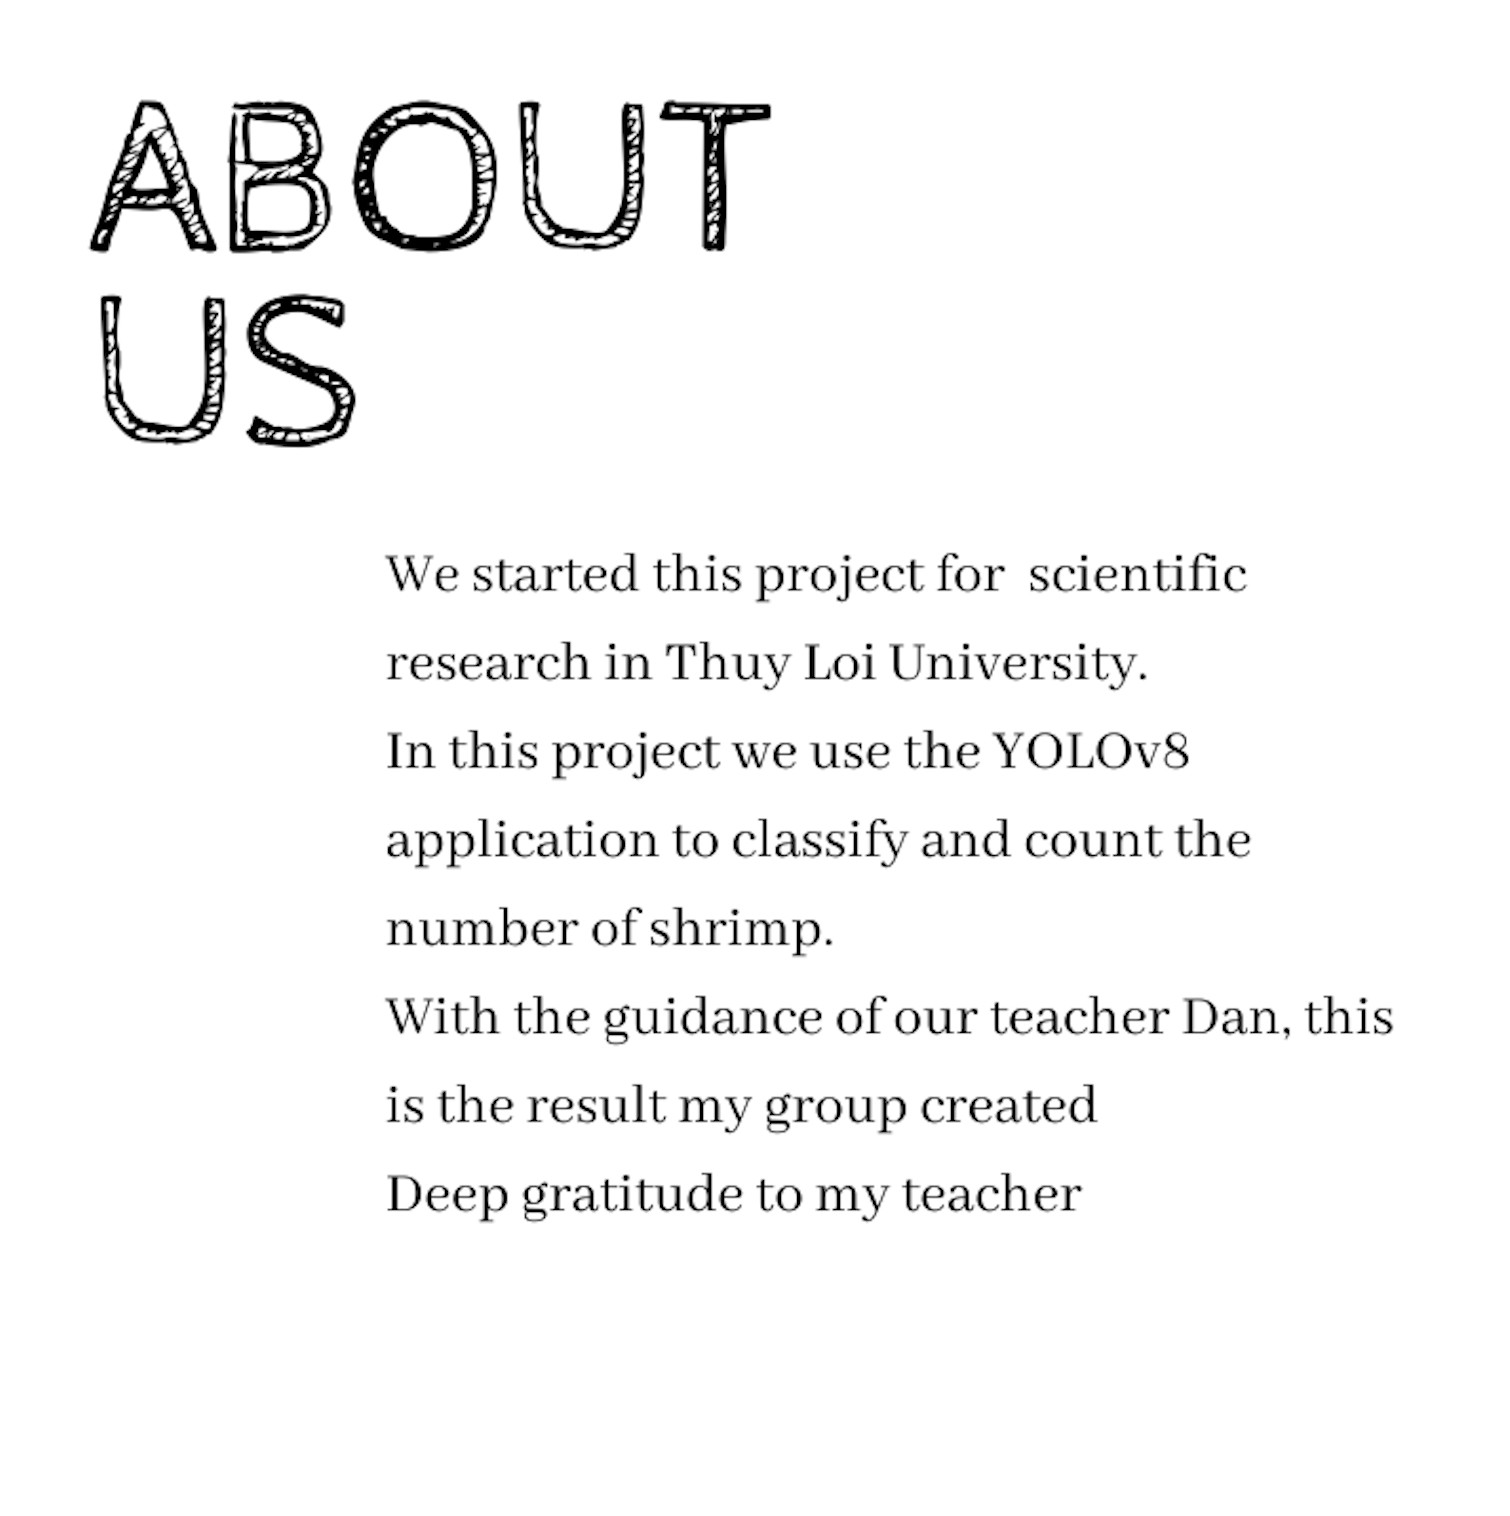 ABOUT
US
We started this project for  scientific
research in Thuy Loi University.
In this project we use the YOLOv8
application to classify and count the
number of shrimp.
With the guidance of our teacher Dan, this
is the result my group created
Deep gratitude to my teacher